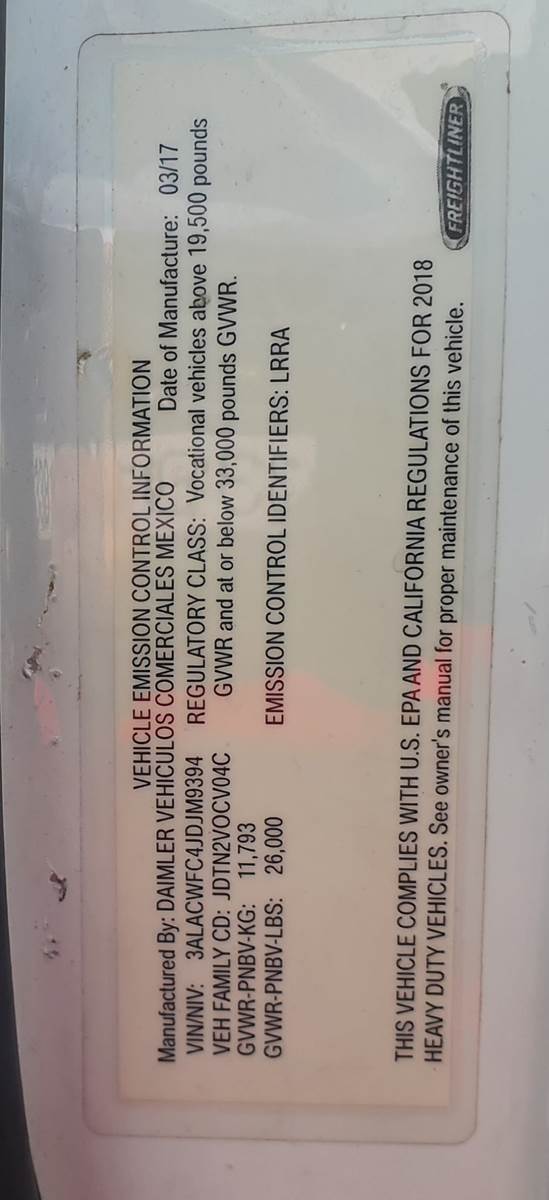 VEHICLE EMISSION CONTROL INFORMATION
Manufactured By: DAIMLER VEHICULOS COMERCIALES MEXICO Date of Manufacture: 03/17
VIN/NIV: 3ALACWFC4JDJM9394 REGULATORY CLASS: Vocational vehicles above 19,500 pounds
VEH FAMILY CD: JDTN2VOCV04C GVWR and at or below 33,000 pounds GVWR.
GVWR-PNBV-KG: 11,793
GVWR-PNBV-LBS: 26,000 EMISSION CONTROL IDENTIFIERS: LRRA
THIS VEHICLE COMPLIES WITH U.S. EPA AND CALIFORNIA REGULATIONS FOR 2018
HEAVY DUTY VEHICLES. See owner's manual for proper maintenance of this vehicle.
FREIGHTLINER